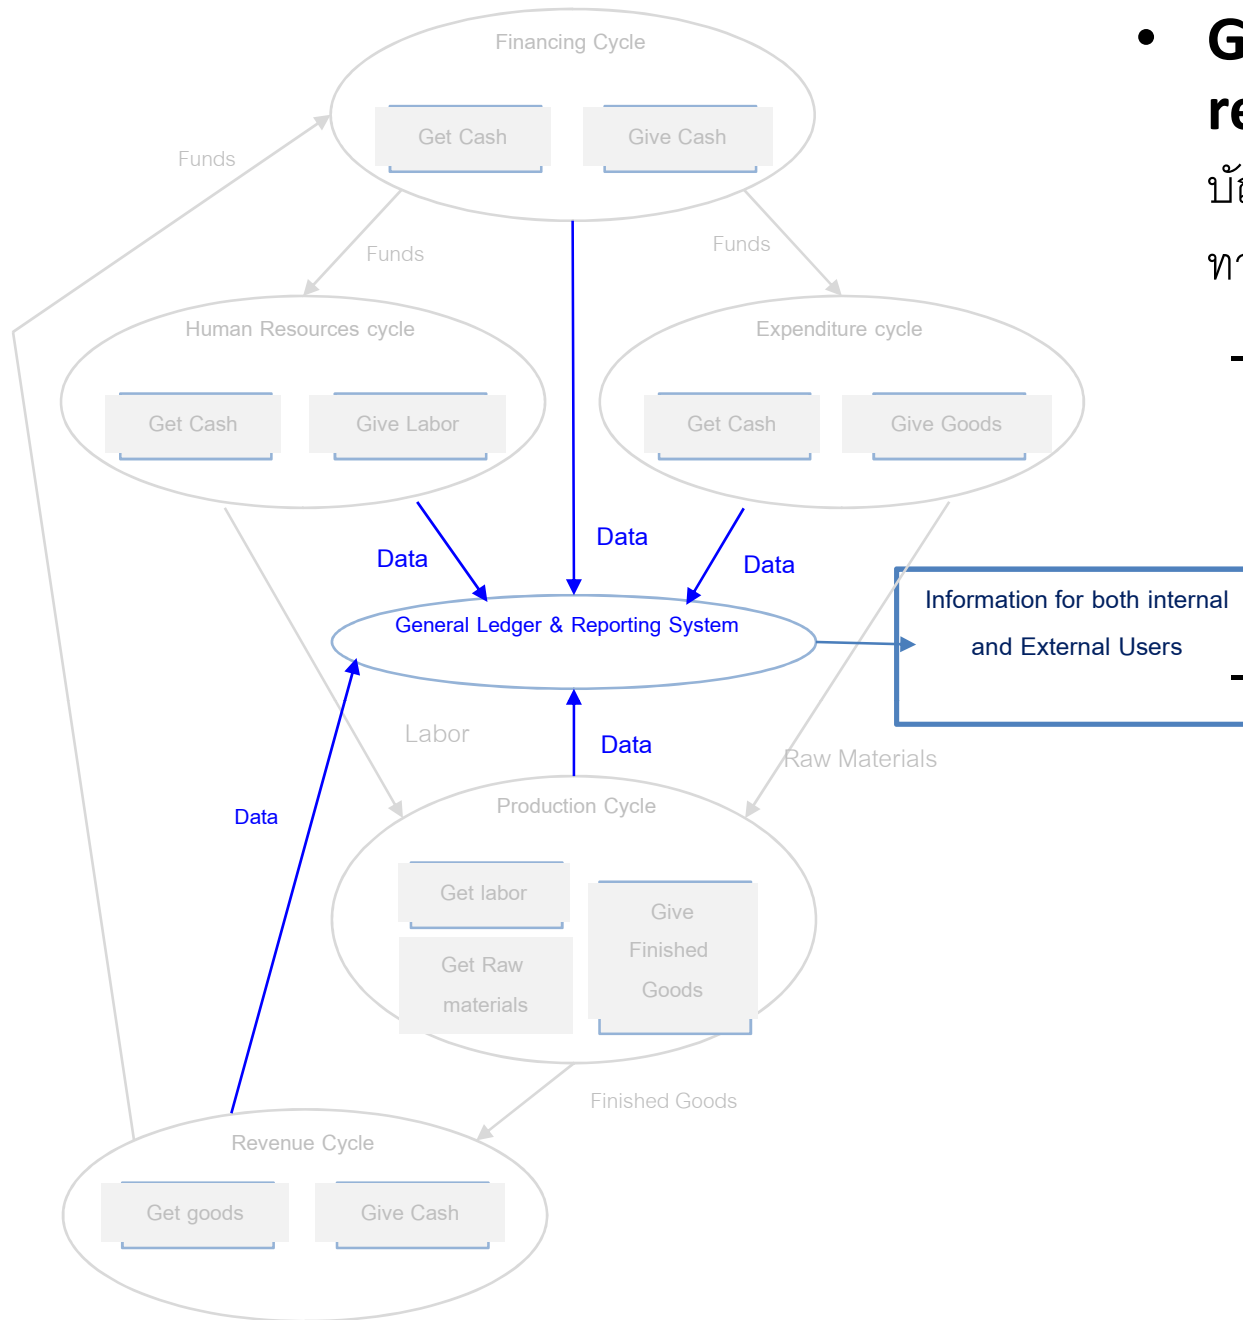 Financing Cycle
Get Cash
Give Cash
Funds
Funds
Funds
Human Resources cycle
Get Cash
Give Labor
Expenditure cycle
Get Cash
Give Goods
Data
Data
Data
General Ledger & Reporting System
Information for both internal
and External Users
Labor
Data
Raw Materials
Data
Production Cycle
Get labor
Get Raw
materials
Give
Finished
Goods
Finished Goods
Revenue Cycle
Get goods
Give Cash